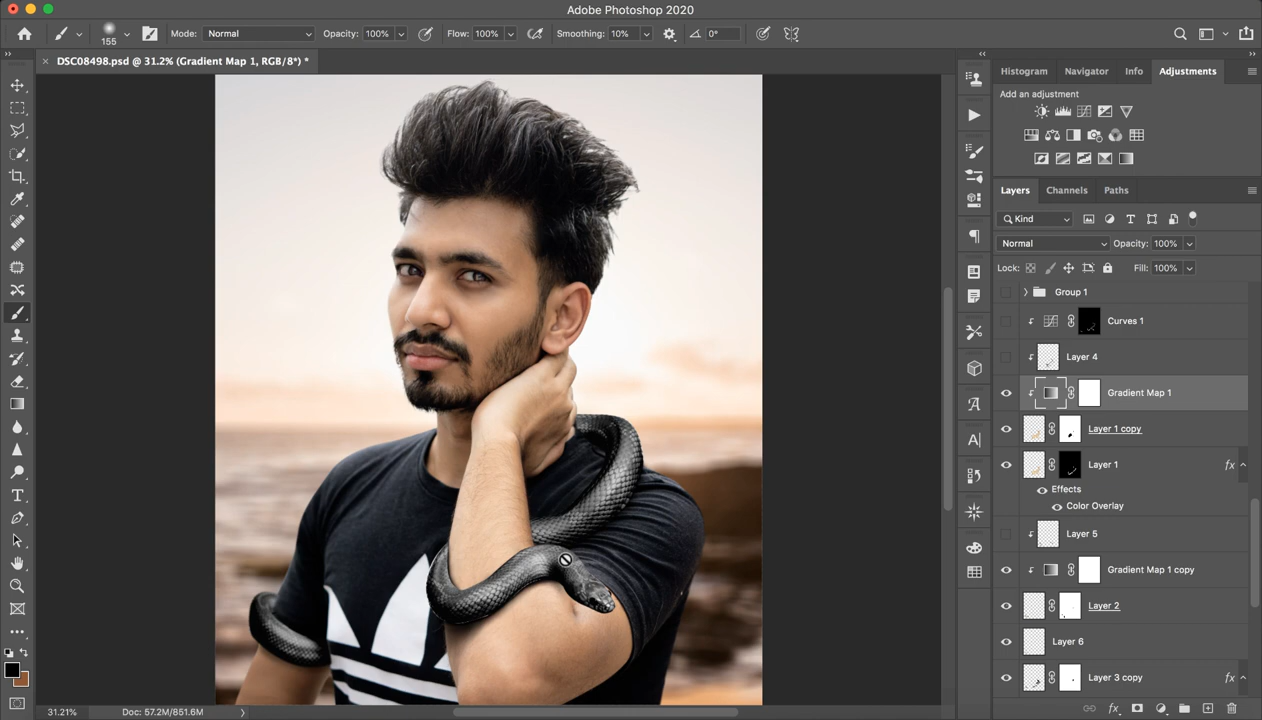 Adobe Photoshop 2020
155
Mode: Normal
Opacity: 100%
Flow: 100%
Smoothing: 10%
0°
DSC08498.psd @ 31.2% (Gradient Map 1, RGB/8*) *
Histogram
Navigator
Info
Adjustments
Add an adjustment
Layers
Channels
Paths
Kind
Normal
Opacity: 100%
Lock:
Fill: 100%
Group 1
Curves 1
Layer 4
Gradient Map 1
Layer 1 copy
Layer 1
fx
Effects
Color Overlay
Layer 5
Gradient Map 1 copy
Layer 2
Layer 6
Layer 3 copy
fx
31.21%
Doc: 57.2M/851.6M
fx